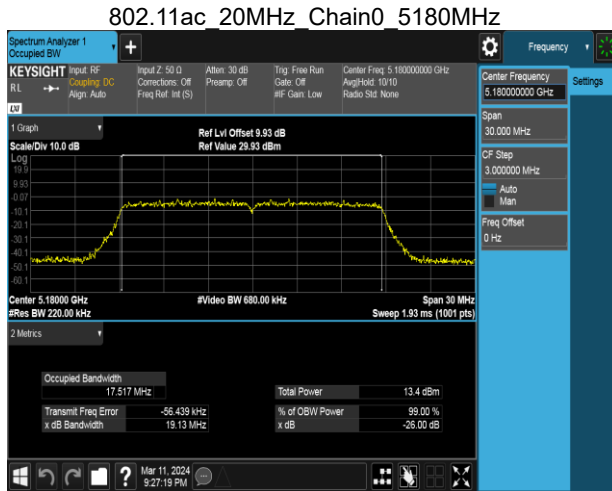 802.11ac_20MHz_Chain0_5180MHz
Spectrum Analyzer 1
Occupied BW
+
Frequency
KEYSIGHT
RL
LXI
Input: RF
Coupling: DC
Align: Auto
Input Z: 50 Ω
Corrections: Off
Freq Ref: Int (S)
Atten: 30 dB
Preamp: Off
Trig: Free Run
Gate: Off
#IF Gain: Low
Center Freq: 5.180000000 GHz
Avg|Hold: 10/10
Radio Std: None
Center Frequency
5.180000000 GHz
Settings
Span
30.000 MHz
CF Step
3.000000 MHz
Auto
Man
Freq Offset
0 Hz
1 Graph
Scale/Div 10.0 dB
Ref Lvl Offset 9.93 dB
Ref Value 29.93 dBm
Log
19.9
9.93
-0.07
-10.1
-20.1
-30.1
-40.1
-50.1
-60.1
Center 5.18000 GHz
#Res BW 220.00 kHz
#Video BW 680.00 kHz
Span 30 MHz
Sweep 1.93 ms (1001 pts)
2 Metrics
Occupied Bandwidth
17.517 MHz
Total Power 13.4 dBm
Transmit Freq Error -56.439 kHz
% of OBW Power 99.00 %
x dB Bandwidth 19.13 MHz
x dB -26.00 dB
?
Mar 11, 2024
9:27:19 PM